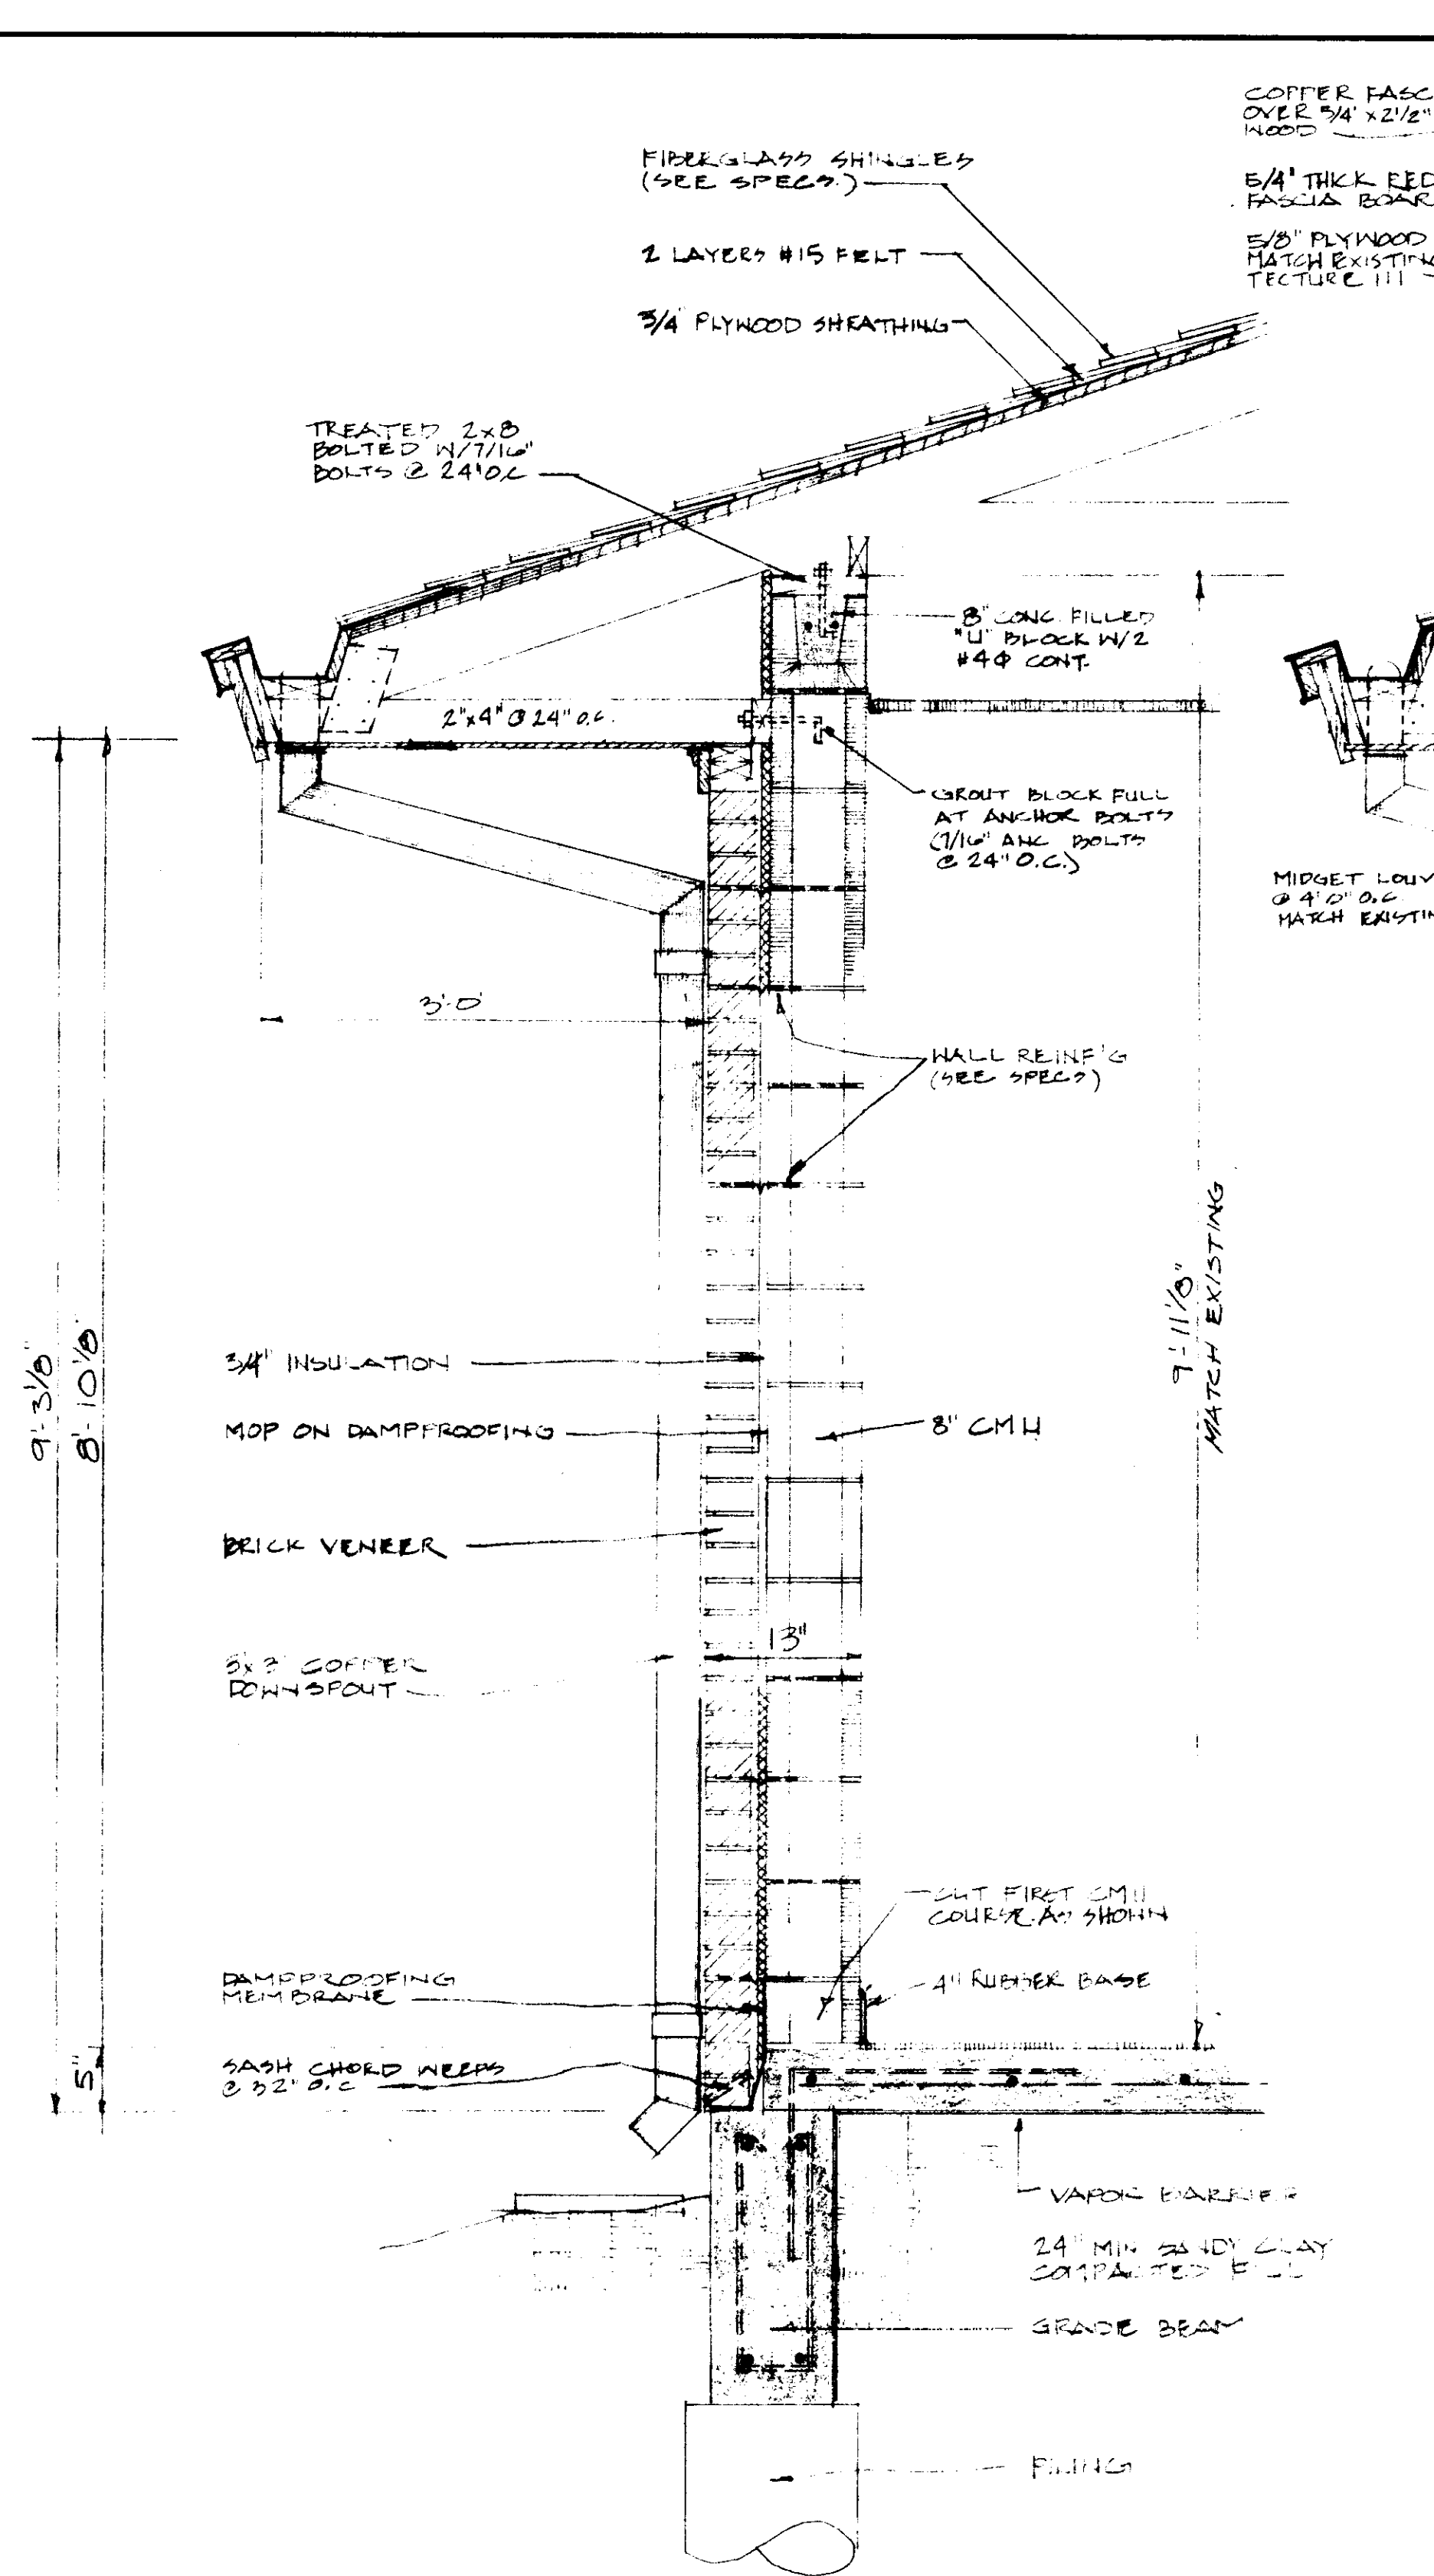 COPPER FASC
OVER 5/4" x 2 1/2"
WOOD
5/4" THICK RED
FASCIA BOAR
5/8" PLYWOOD
MATCH EXISTING
TECTURE 111
FIBERGLASS SHINGLES
(SEE SPECS.)
2 LAYERS #15 FELT
3/4" PLYWOOD SHEATHING
TREATED 2x8
BOLTED W/7/16"
BOLTS @ 24" O.C
8" CONC. FILLED
"U" BLOCK W/2
#4Φ CONT.
2"x4" @ 24" O.C.
GROUT BLOCK FULL
AT ANCHOR BOLTS
(7/16" ANC BOLTS
@ 24" O.C.)
MIDGET LOUV
@ 4'0" O.C.
MATCH EXISTIN
3'-0"
WALL REINF'G
(SEE SPECS)
9'-11 1/8"
MATCH EXISTING
9'-3 1/8"
8'-10 1/8"
3/4" INSULATION
MOP ON DAMPPROOFING
8" CMU
BRICK VENEER
13"
COPPER
DOWNSPOUT
CUT FIRST CMU
COURSE AS SHOWN
DAMPPROOFING
MEMBRANE
4" RUBBER BASE
SASH CHORD WEEPS
@ 32" O.C
5"
VAPOR BARRIER
24" MIN SANDY CLAY
COMPACTED FILL
GRADE BEAM
PILING